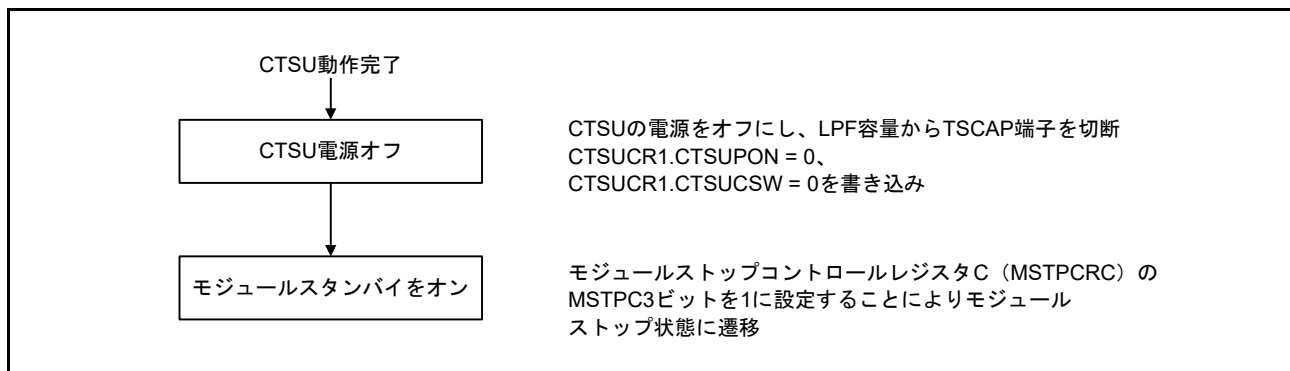 CTSU動作完了
CTSU電源オフ
CTSUの電源をオフにし、LPF容量からTSCAP端子を切断
CTSUCR1.CTSUPON = 0、
CTSUCR1.CTSUCSW = 0を書き込み
モジュールスタンバイをオン
モジュールストップコントロールレジスタC（MSTPCRC）の
MSTPC3ビットを1に設定することによりモジュール
ストップ状態に遷移